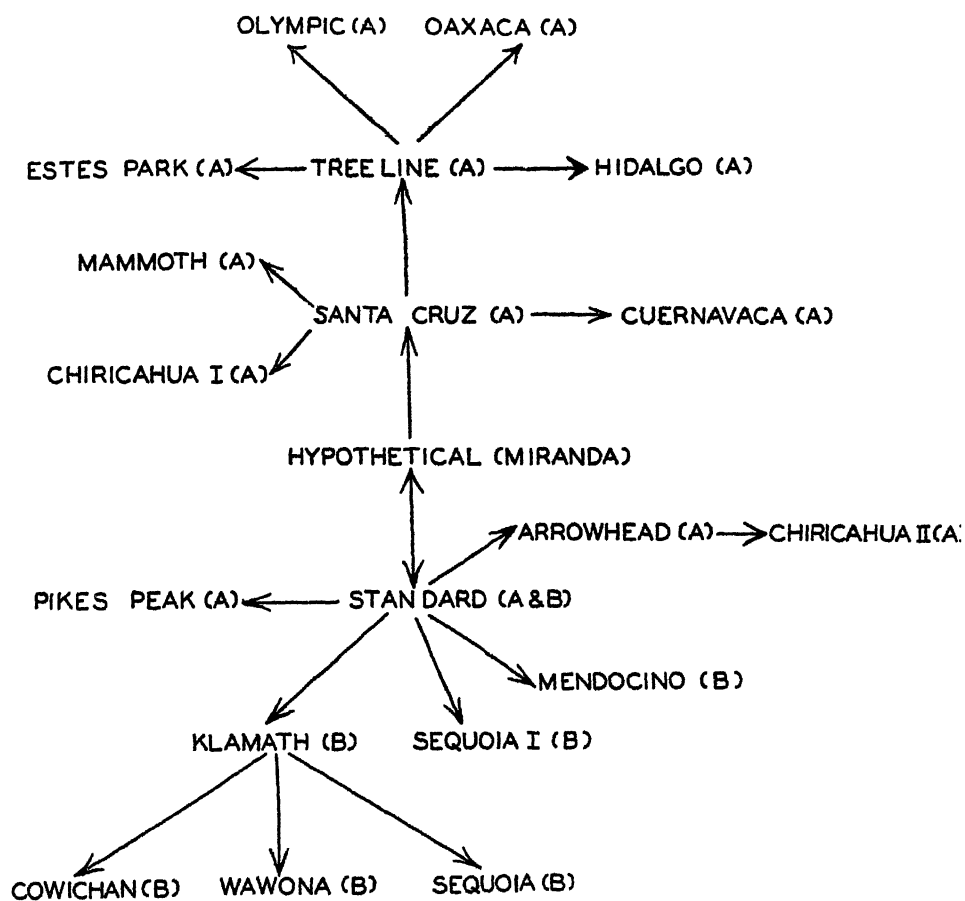 OLYMPIC (A) OAXACA (A)
ESTES PARK (A) TREE LINE (A) HIDALGO (A)
MAMMOTH (A)
SANTA CRUZ (A) CUERNAVACA (A)
CHIRICAHUA I (A)
HYPOTHETICAL (MIRANDA)
ARROWHEAD (A) CHIRICAHUA II (A)
PIKES PEAK (A) STANDARD (A & B)
MENDOCINO (B)
KLAMATH (B) SEQUOIA I (B)
COWICHAN (B) WAWONA (B) SEQUOIA (B)